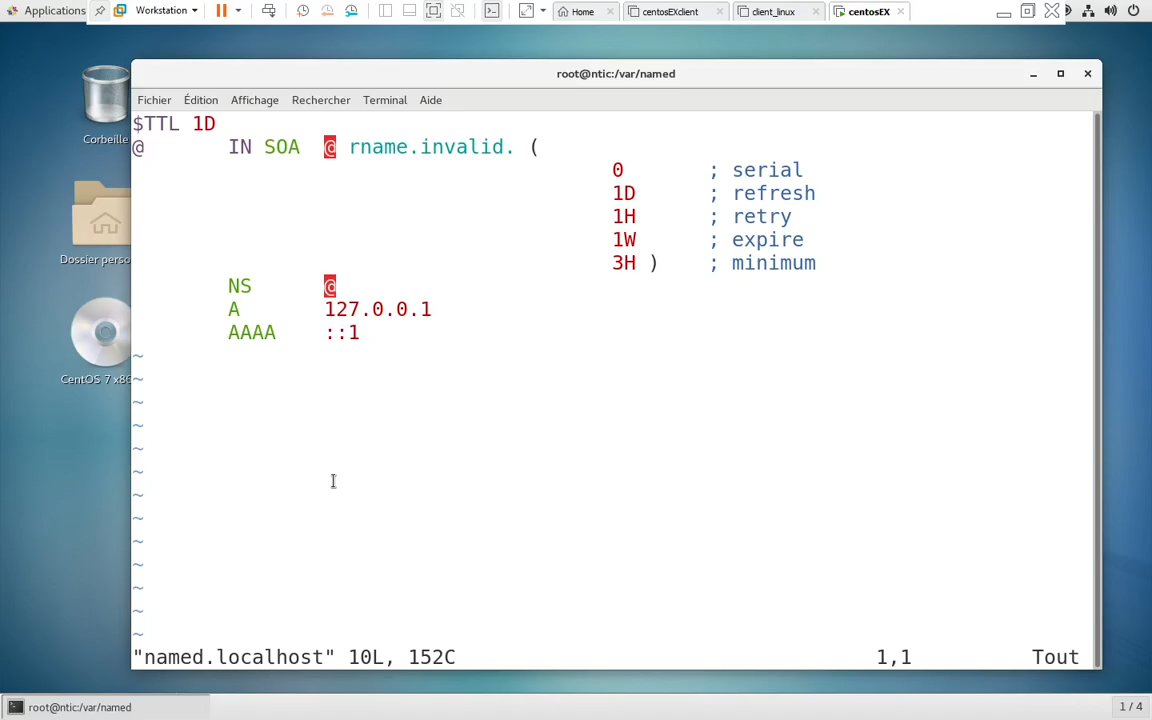 Applications Workstation Home centosEXclient client_linux centosEX
root@ntic:/var/named
Corbeille
Fichier Édition Affichage Rechercher Terminal Aide
$TTL 1D
@ IN SOA @ rname.invalid. (
0 ; serial
1D ; refresh
1H ; retry
1W ; expire
3H ) ; minimum
NS @
A 127.0.0.1
AAAA ::1
Dossier perso
CentOS 7 x86
~
~
~
~
~
~
~
~
~
~
~
~
~
"named.localhost" 10L, 152C 1,1 Tout
root@ntic:/var/named 1 / 4